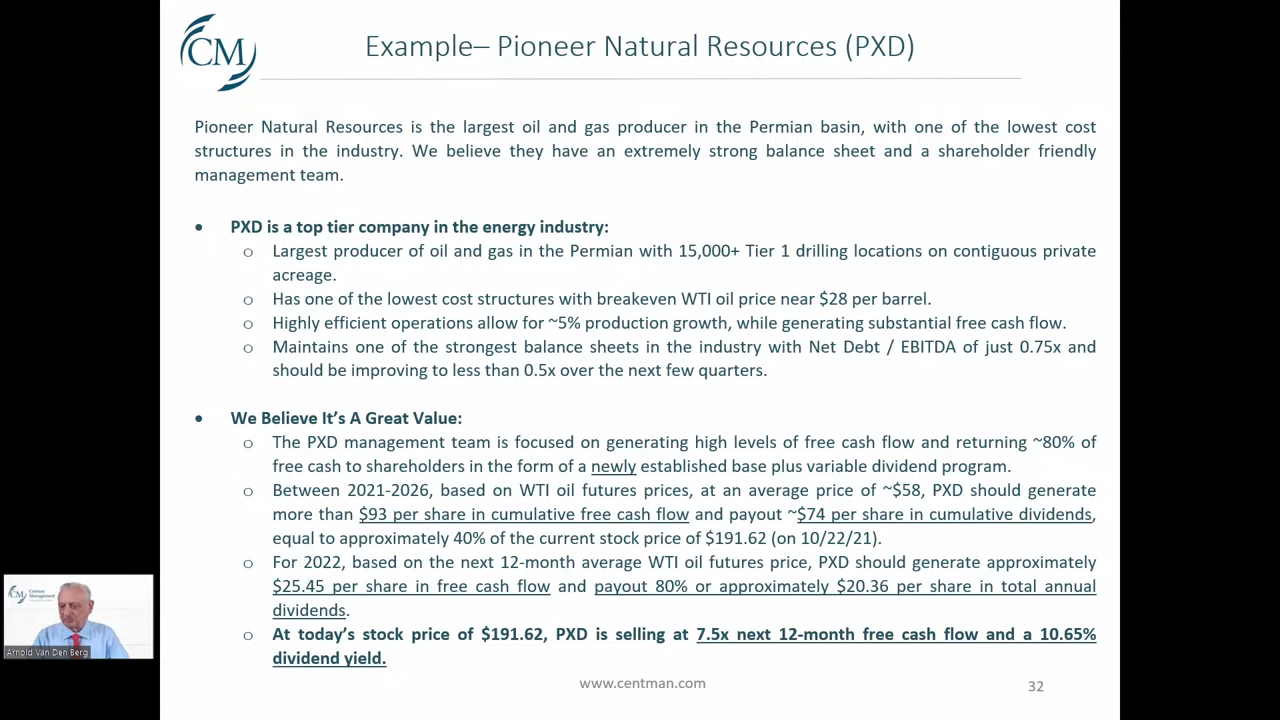 CM
Example– Pioneer Natural Resources (PXD)
Pioneer Natural Resources is the largest oil and gas producer in the Permian basin, with one of the lowest cost
structures in the industry. We believe they have an extremely strong balance sheet and a shareholder friendly
management team.
• PXD is a top tier company in the energy industry:
o Largest producer of oil and gas in the Permian with 15,000+ Tier 1 drilling locations on contiguous private
acreage.
o Has one of the lowest cost structures with breakeven WTI oil price near $28 per barrel.
o Highly efficient operations allow for ~5% production growth, while generating substantial free cash flow.
o Maintains one of the strongest balance sheets in the industry with Net Debt / EBITDA of just 0.75x and
should be improving to less than 0.5x over the next few quarters.
• We Believe It’s A Great Value:
o The PXD management team is focused on generating high levels of free cash flow and returning ~80% of
free cash to shareholders in the form of a newly established base plus variable dividend program.
o Between 2021-2026, based on WTI oil futures prices, at an average price of ~$58, PXD should generate
more than $93 per share in cumulative free cash flow and payout ~$74 per share in cumulative dividends,
equal to approximately 40% of the current stock price of $191.62 (on 10/22/21).
o For 2022, based on the next 12-month average WTI oil futures price, PXD should generate approximately
$25.45 per share in free cash flow and payout 80% or approximately $20.36 per share in total annual
dividends.
o At today’s stock price of $191.62, PXD is selling at 7.5x next 12-month free cash flow and a 10.65%
dividend yield.
www.centman.com
32
CM
Century
Management
Arnold Van Den Berg